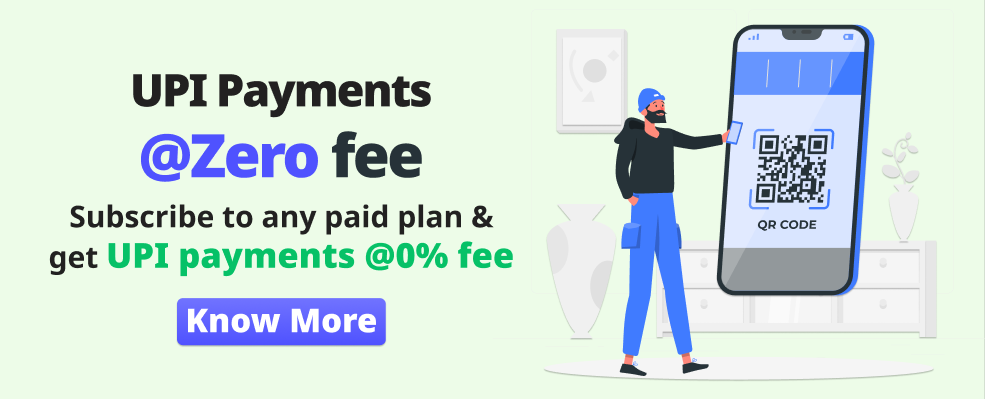 UPI Payments
@Zero fee
Subscribe to any paid plan &
get UPI payments @0% fee
Know More
QR CODE